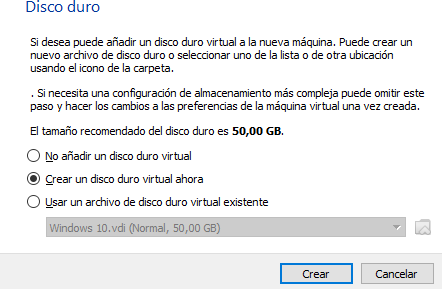 Disco duro
Si desea puede añadir un disco duro virtual a la nueva máquina. Puede crear un
nuevo archivo de disco duro o seleccionar uno de la lista o de otra ubicación
usando el icono de la carpeta.
. Si necesita una configuración de almacenamiento más compleja puede omitir este
paso y hacer los cambios a las preferencias de la máquina virtual una vez creada.
El tamaño recomendado del disco duro es 50,00 GB.
No añadir un disco duro virtual
Crear un disco duro virtual ahora
Usar un archivo de disco duro virtual existente
Windows 10.vdi (Normal, 50,00 GB)
Crear
Cancelar